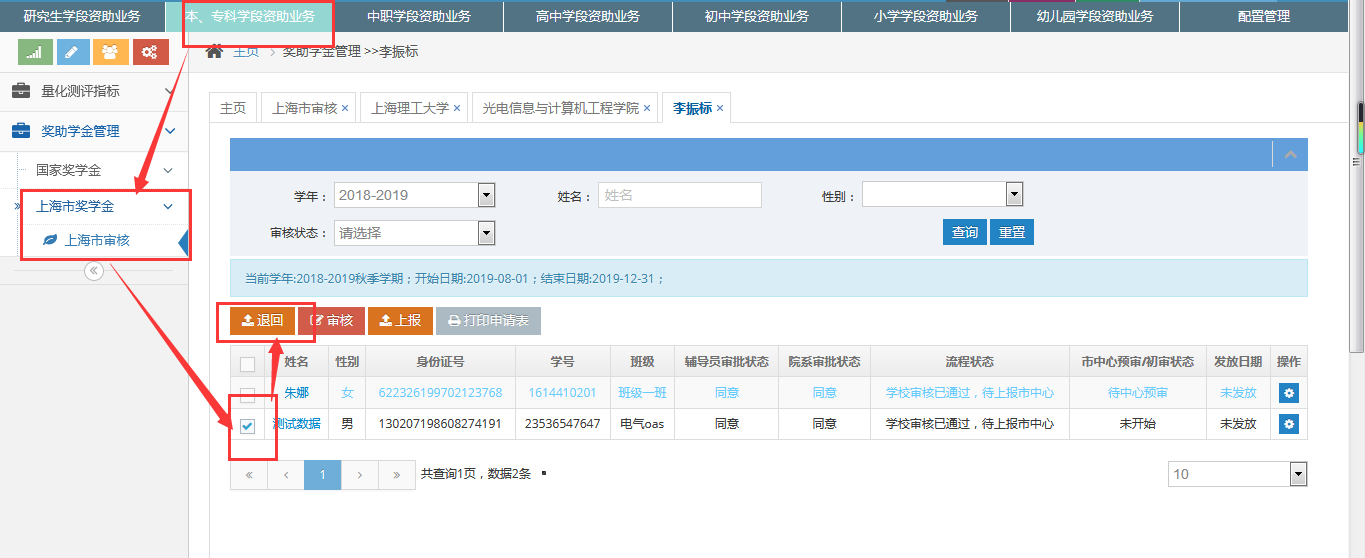 研究生学段资助业务 本、专科学段资助业务 中职学段资助业务 高中学段资助业务 初中学段资助业务 小学学段资助业务 幼儿园学段资助业务 配置管理
主页 > 奖助学金管理 >>李振标
量化测评指标
奖助学金管理
国家奖学金
上海市奖学金
上海市审核
主页 上海市审核 × 上海理工大学 × 光电信息与计算机工程学院 × 李振标 ×
学年： 2018-2019 姓名： 姓名 性别：
审核状态： 请选择 查询 重置
当前学年:2018-2019秋季学期；开始日期:2019-08-01；结束日期:2019-12-31；
退回 审核 上报 打印申请表
姓名 性别 身份证号 学号 班级 辅导员审批状态 院系审批状态 流程状态 市中心预审/初审状态 发放日期 操作
朱娜 女 622326199702123768 1614410201 班级一班 同意 同意 学校审核已通过，待上报市中心 待中心预审 未发放
测试数据 男 130207198608274191 23536547647 电气oas 同意 同意 学校审核已通过，待上报市中心 未开始 未发放
« ‹ 1 › » 共查询1页，数据2条 10